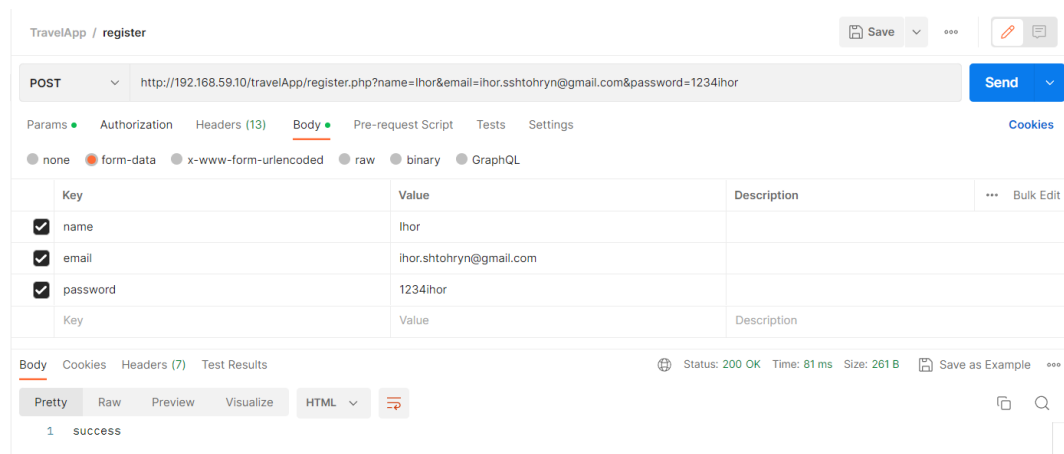 TravelApp / register Save
POST http://192.168.59.10/travelApp/register.php?name=Ihor&email=ihor.sshtohryn@gmail.com&password=1234ihor Send
Params Authorization Headers (13) Body Pre-request Script Tests Settings Cookies
none form-data x-www-form-urlencoded raw binary GraphQL
Key Value Description Bulk Edit
name Ihor
email ihor.shtohryn@gmail.com
password 1234ihor
Key Value Description
Body Cookies Headers (7) Test Results Status: 200 OK Time: 81 ms Size: 261 B Save as Example
Pretty Raw Preview Visualize HTML
1 success